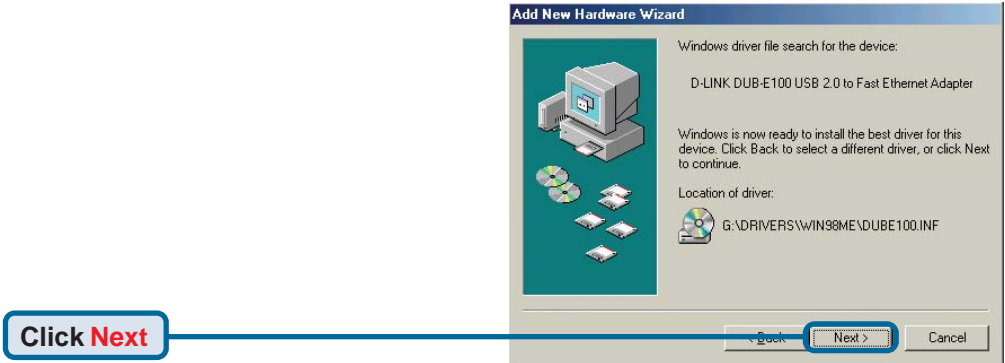 Add New Hardware Wizard
Windows driver file search for the device:
D-LINK DUB-E100 USB 2.0 to Fast Ethernet Adapter
Windows is now ready to install the best driver for this
device. Click Back to select a different driver, or click Next
to continue.
Location of driver:
G:\DRIVERS\WIN98ME\DUBE100.INF
Click Next
< Back Next > Cancel